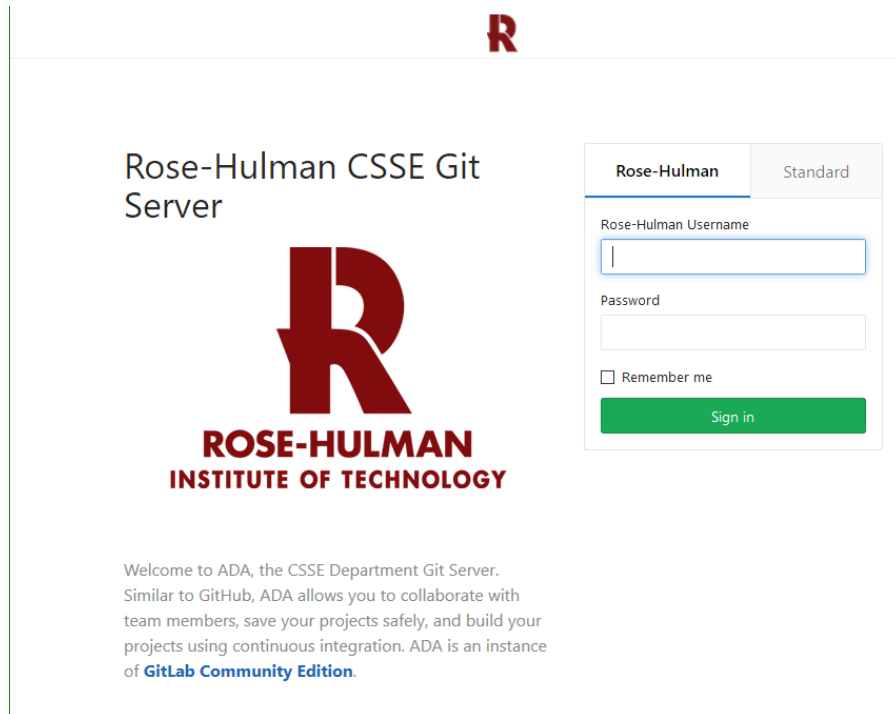 Rose-Hulman CSSE Git
Server
ROSE-HULMAN
INSTITUTE OF TECHNOLOGY
Welcome to ADA, the CSSE Department Git Server.
Similar to GitHub, ADA allows you to collaborate with
team members, save your projects safely, and build your
projects using continuous integration. ADA is an instance
of GitLab Community Edition.
Rose-Hulman
Standard
Rose-Hulman Username
Password
Remember me
Sign in